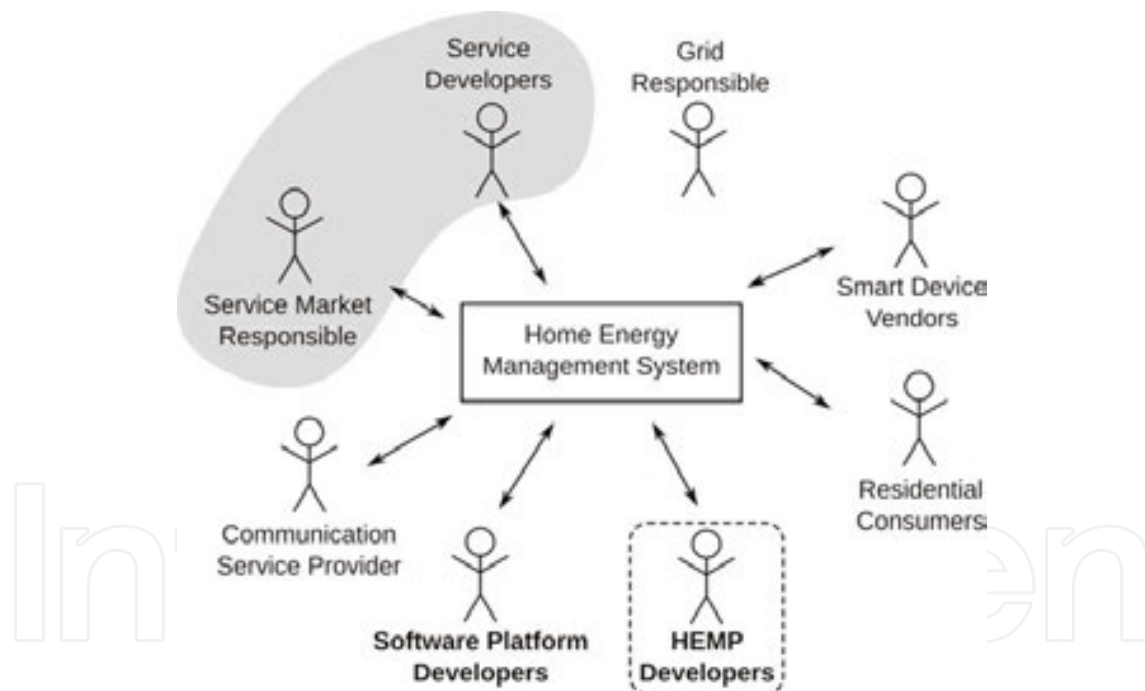 Service
Developers
Grid
Responsible
Service Market
Responsible
Smart Device
Vendors
Home Energy
Management System
Residential
Consumers
Communication
Service Provider
Software Platform
Developers
HEMP
Developers